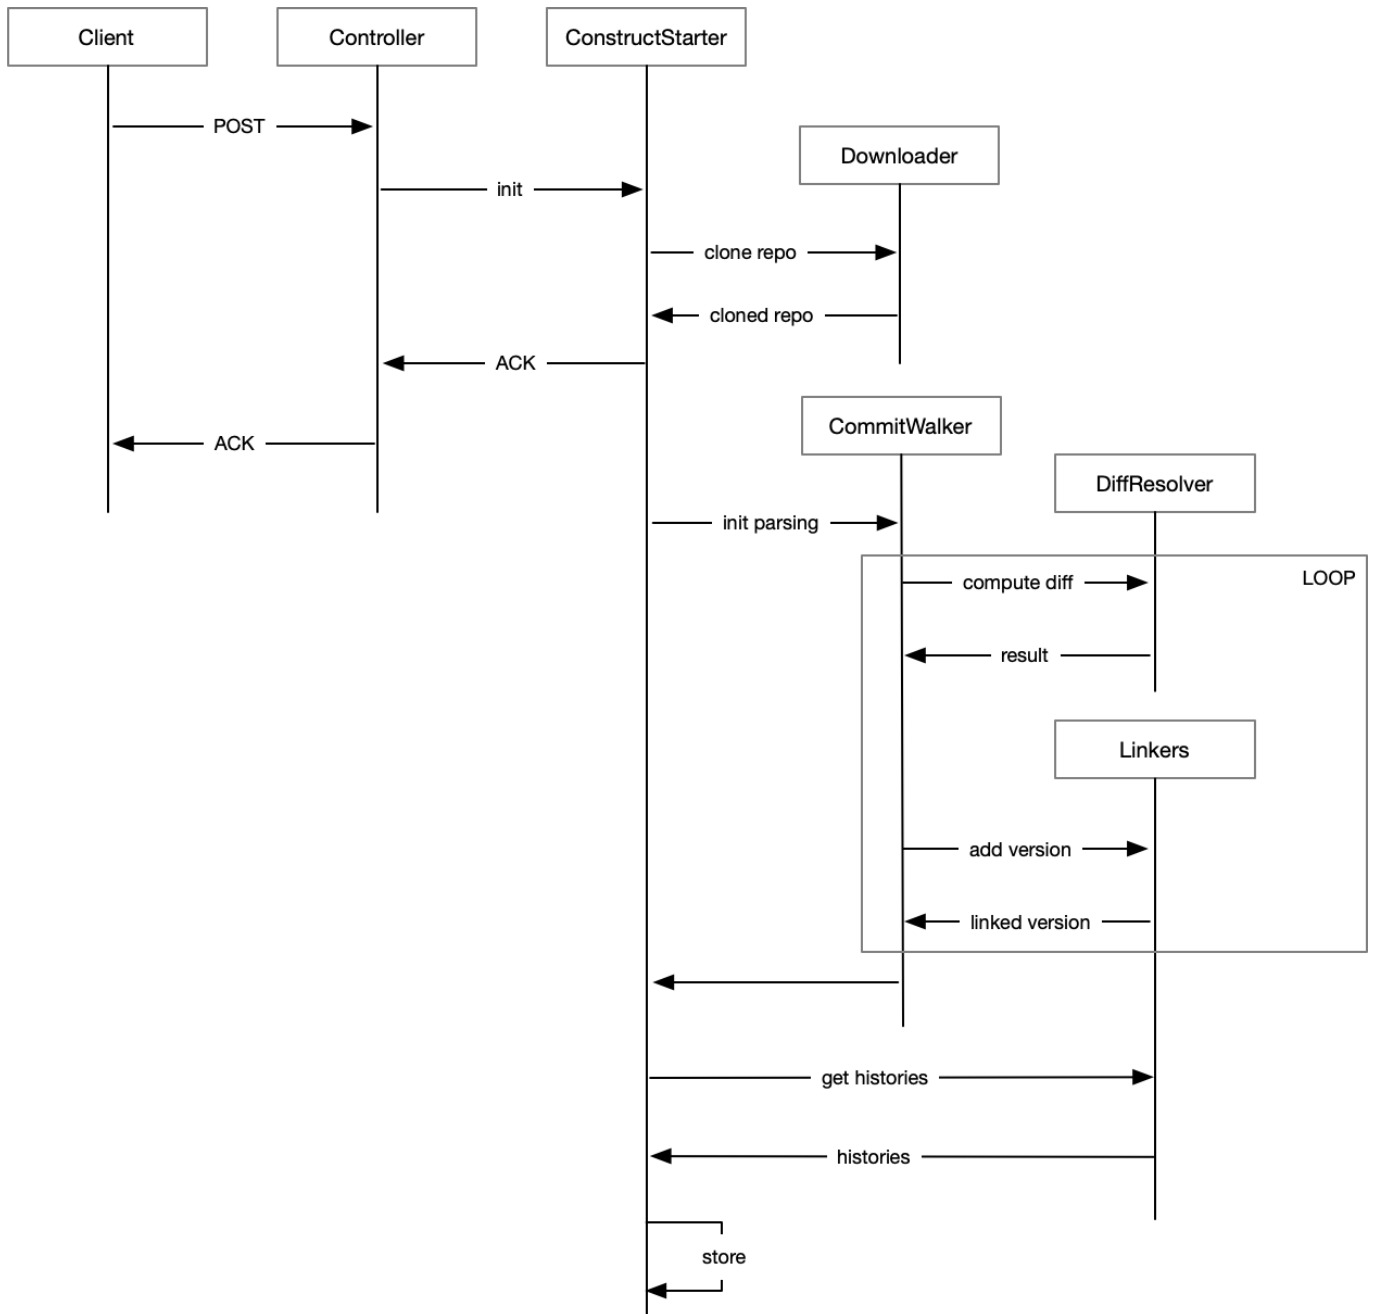 Client
Controller
ConstructStarter
POST
Downloader
init
clone repo
cloned repo
ACK
ACK
CommitWalker
DiffResolver
init parsing
LOOP
compute diff
result
Linkers
add version
linked version
get histories
histories
store